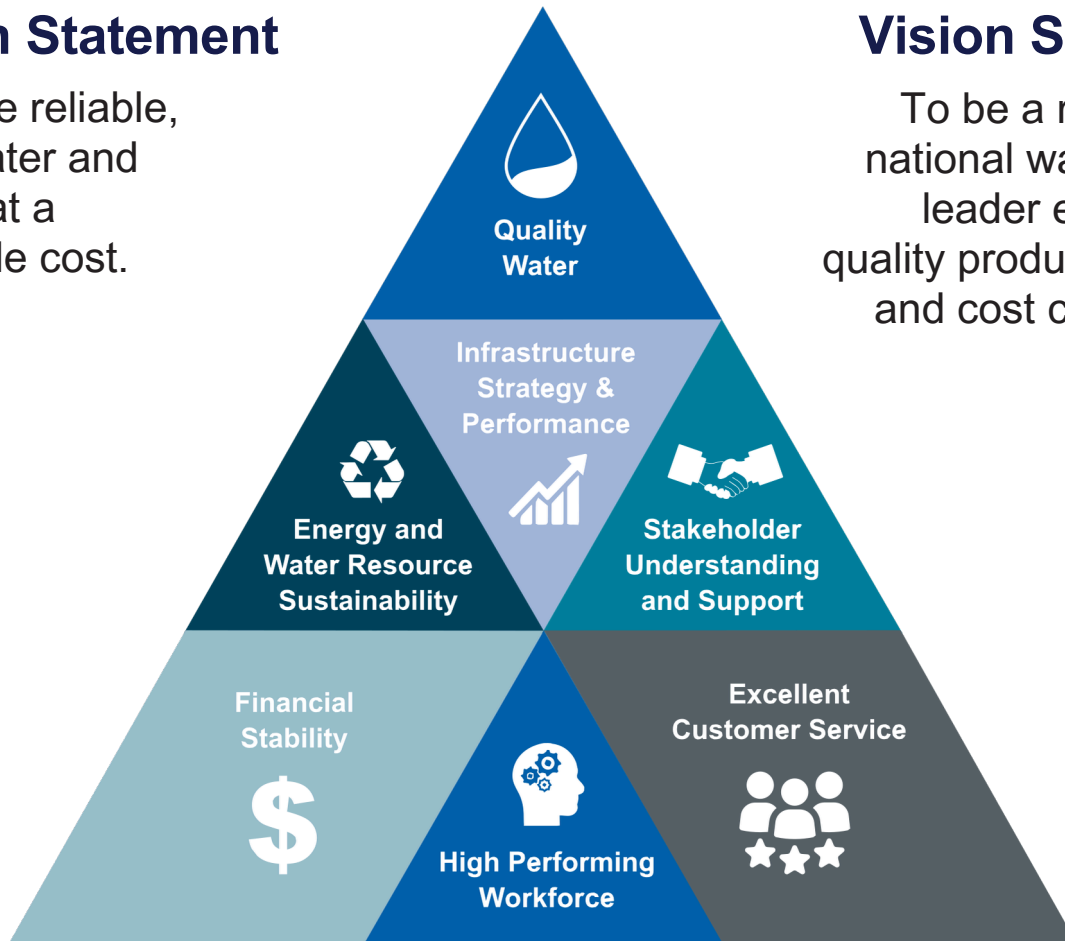 n Statement
e reliable,
ater and
at a
le cost.
Vision S
To be a r
national wa
leader e
quality produ
and cost c
Quality
Water
Infrastructure
Strategy &
Performance
Energy and
Water Resource
Sustainability
Stakeholder
Understanding
and Support
Financial
Stability
$
High Performing
Workforce
Excellent
Customer Service